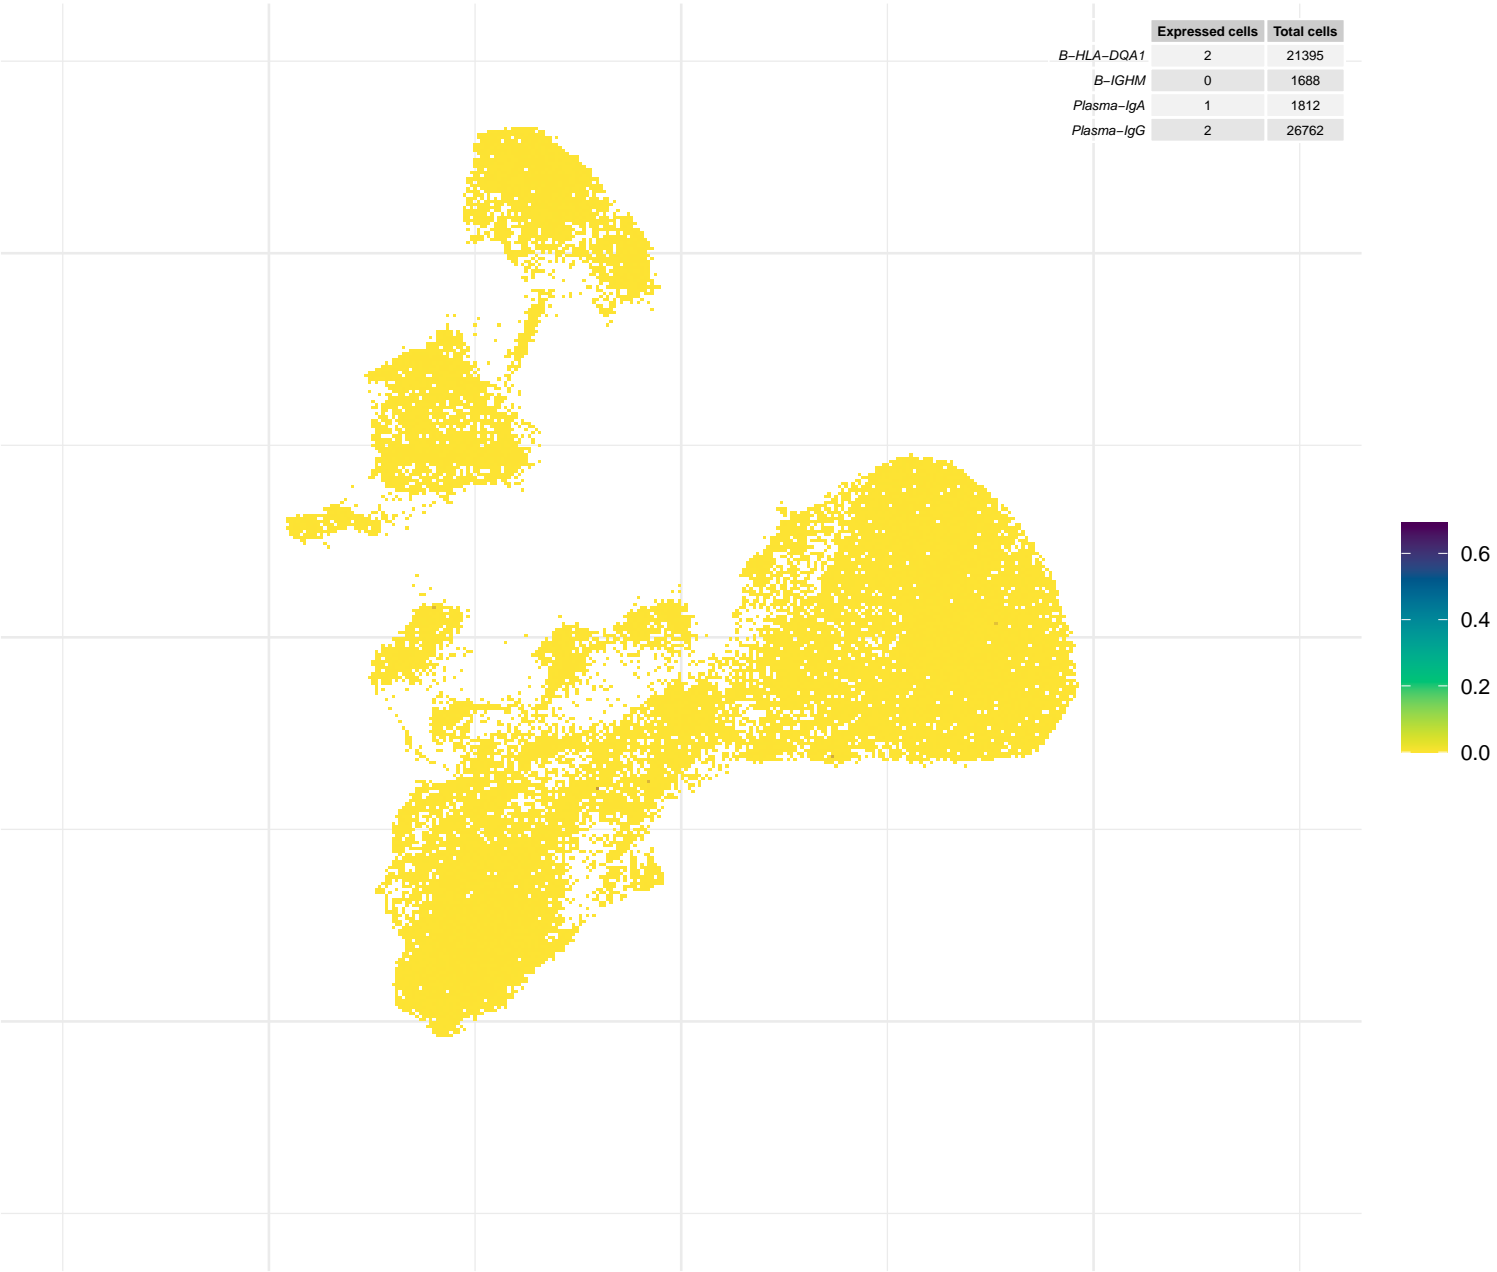 Expressed cells Total cells
B-HLA-DQA1 2 21395
B-IGHM 0 1688
Plasma-IgA 1 1812
Plasma-IgG 2 26762
0.6
0.4
0.2
0.0